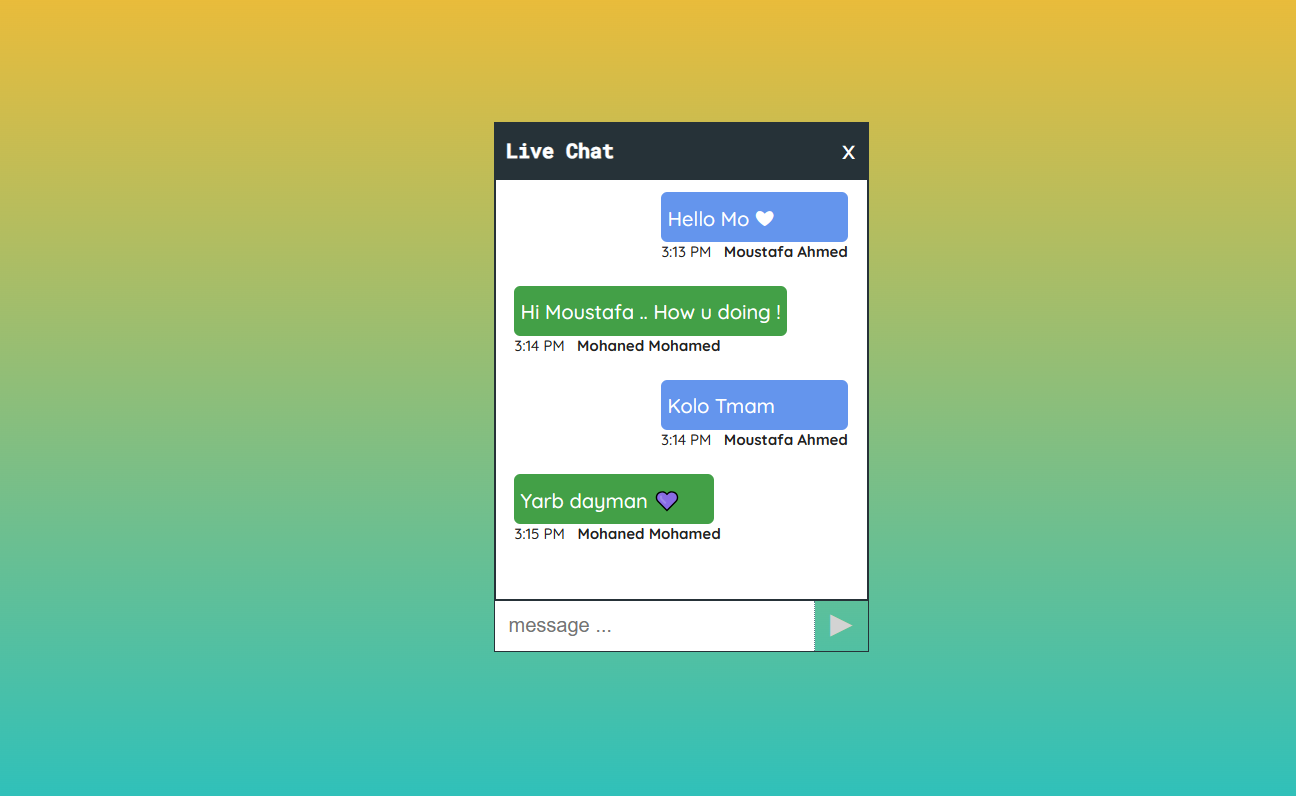 Live Chat x
Hello Mo 🤍
3:13 PM Moustafa Ahmed
Hi Moustafa .. How u doing !
3:14 PM Mohaned Mohamed
Kolo Tmam
3:14 PM Moustafa Ahmed
Yarb dayman 💜
3:15 PM Mohaned Mohamed
message ...